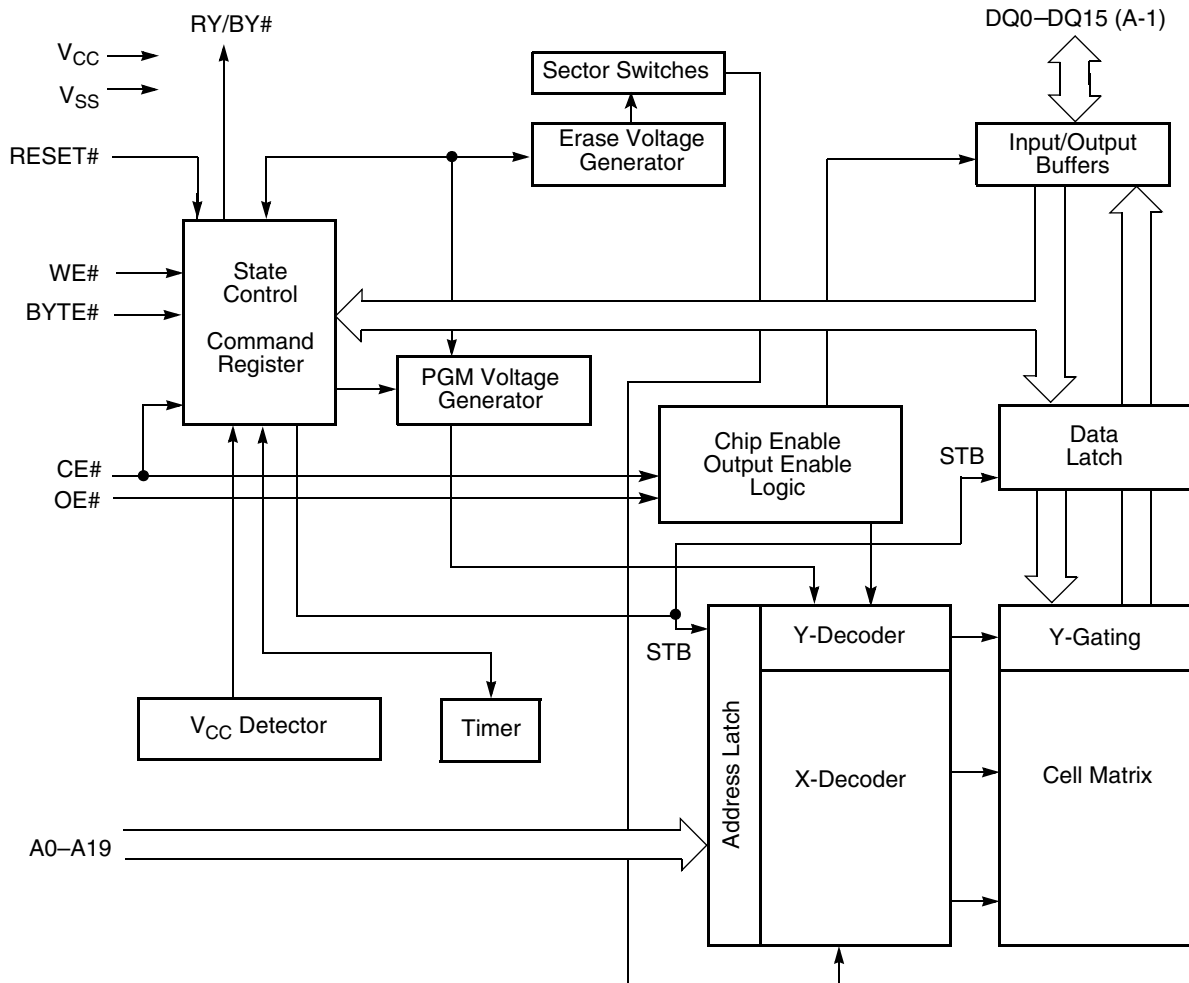 RY/BY#
DQ0–DQ15 (A-1)
VCC
VSS
Sector Switches
Erase Voltage
Generator
Input/Output
Buffers
RESET#
WE#
BYTE#
State
Control
Command
Register
PGM Voltage
Generator
Chip Enable
Output Enable
Logic
Data
Latch
STB
CE#
OE#
STB
Y-Decoder
Y-Gating
VCC Detector
Timer
Address Latch
X-Decoder
Cell Matrix
A0–A19